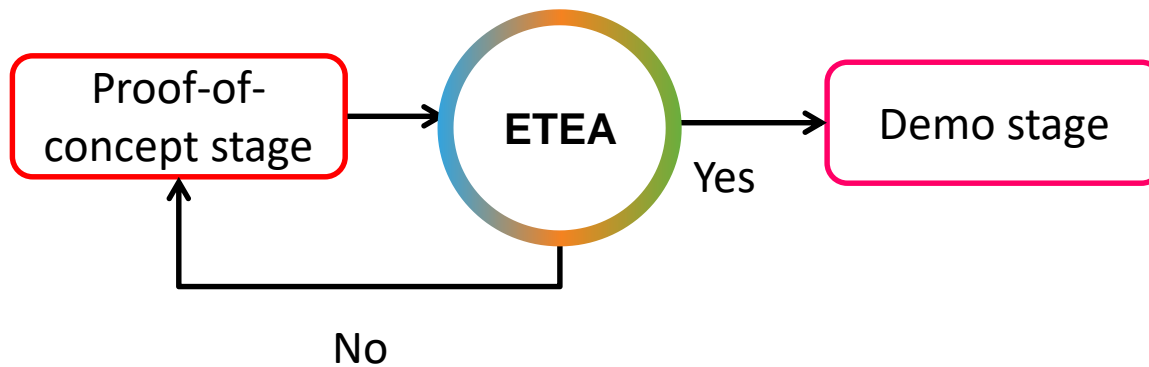 Proof-of-
concept stage
ETEA
Yes
Demo stage
No